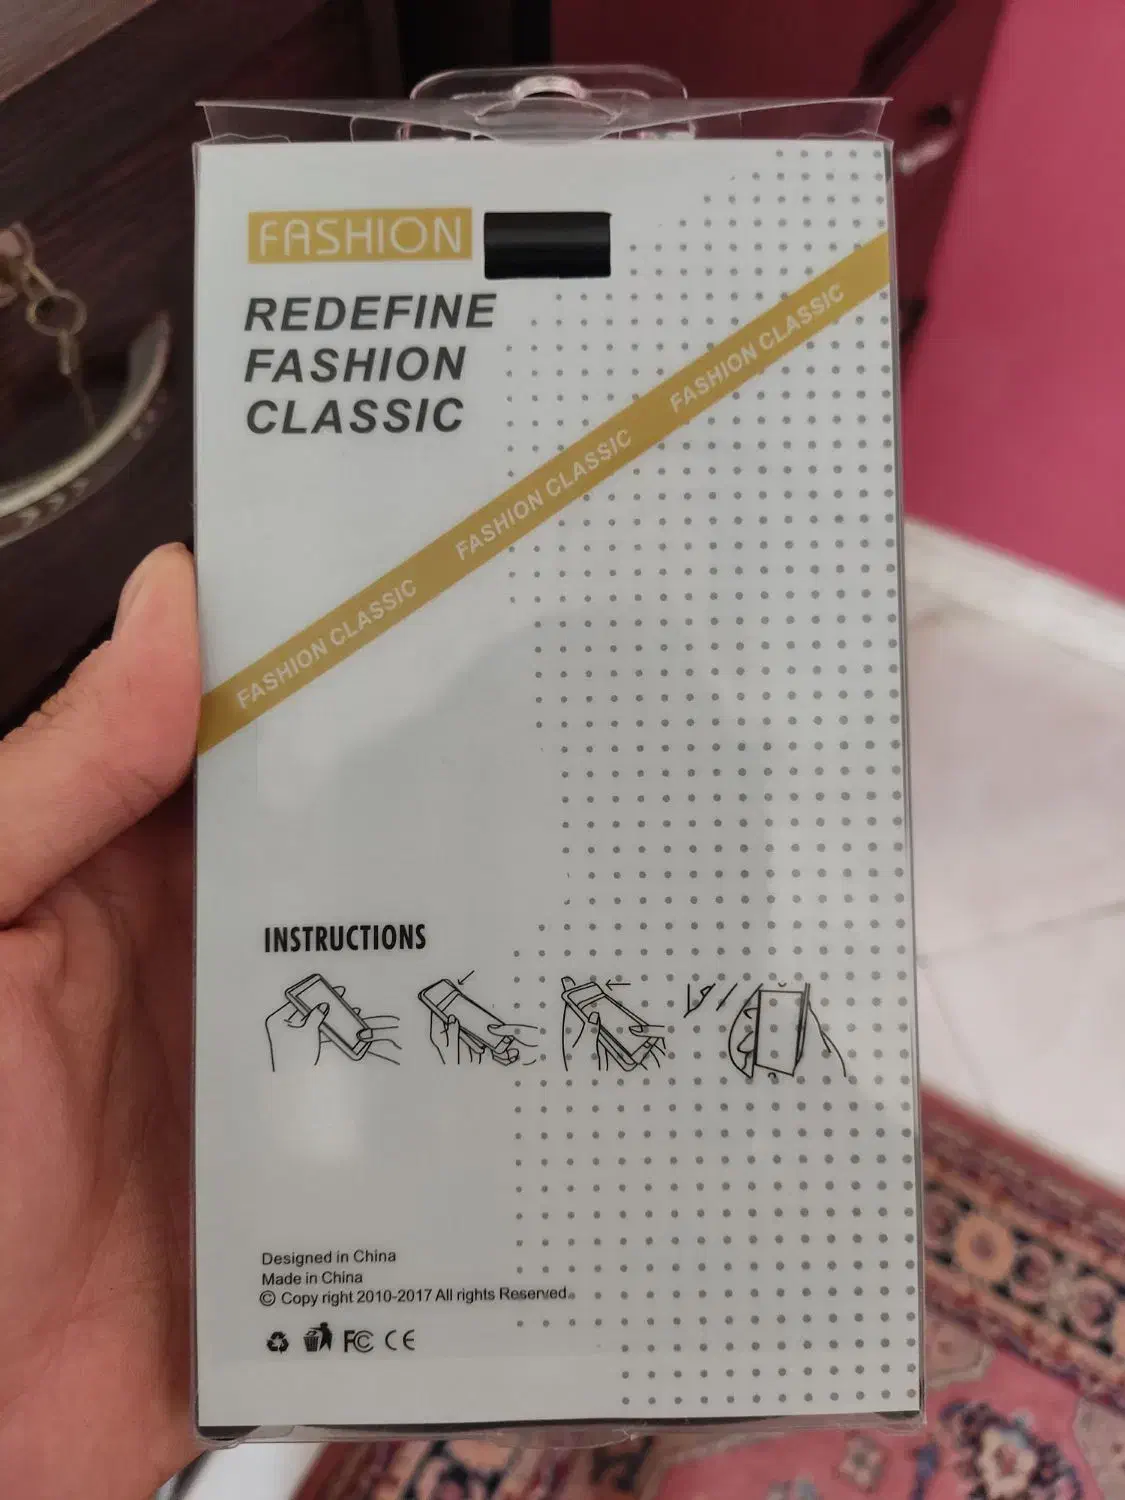 FASHION
REDEFINE
FASHION
CLASSIC
FASHION CLASSIC
FASHION CLASSIC
FASHION CLASSIC
INSTRUCTIONS
Designed in China
Made in China
© Copy right 2010-2017 All rights Reserved.
FC CE